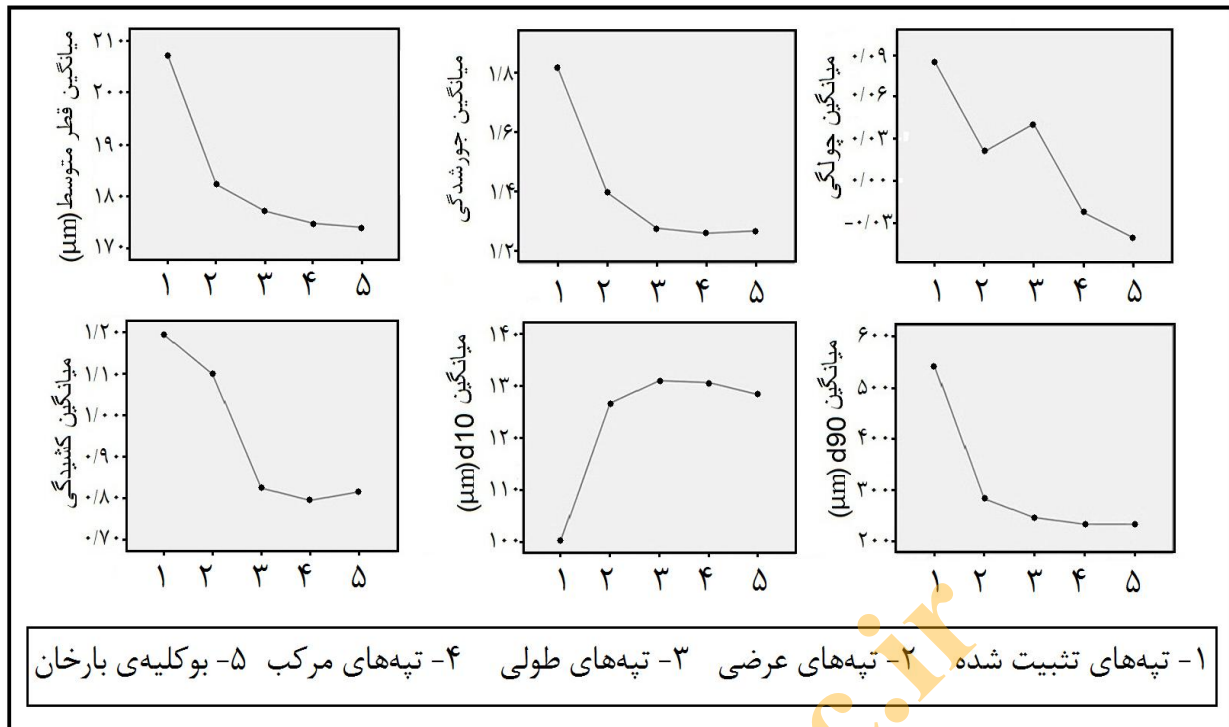 میانگین قطر متوسط (μm)
۲۱۰
۲۰۰
۱۹۰
۱۸۰
۱۷۰
۱ ۲ ۳ ۴ ۵
میانگین جورشدگی
۱/۸
۱/۶
۱/۴
۱/۲
۱ ۲ ۳ ۴ ۵
میانگین چولگی
۰/۰۹
۰/۰۶
۰/۰۳
۰/۰۰
-۰/۰۳
۱ ۲ ۳ ۴ ۵
میانگین کشیدگی
۱/۲۰
۱/۱۰
۱/۰۰
۰/۹۰
۰/۸۰
۰/۷۰
۱ ۲ ۳ ۴ ۵
میانگین d10 (μm)
۱۴۰
۱۳۰
۱۲۰
۱۱۰
۱۰۰
۱ ۲ ۳ ۴ ۵
میانگین d90 (μm)
۶۰۰
۵۰۰
۴۰۰
۳۰۰
۲۰۰
۱ ۲ ۳ ۴ ۵
۱- تپه‌های تثبیت شده ۲- تپه‌های عرضی ۳- تپه‌های طولی ۴- تپه‌های مرکب ۵- بوکلیه‌ی بارخان
c.ir